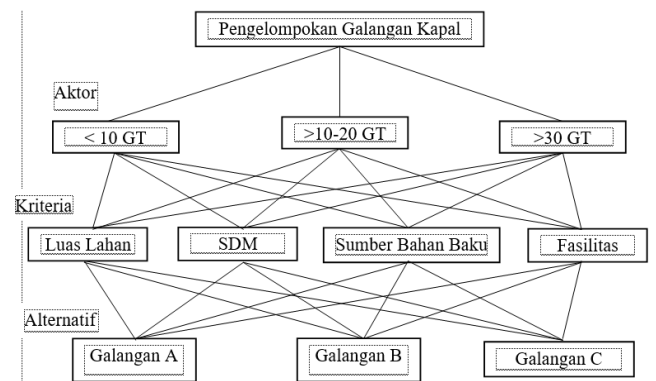 Pengelompokan Galangan Kapal
Aktor
< 10 GT
>10-20 GT
>30 GT
Kriteria
Luas Lahan
SDM
Sumber Bahan Baku
Fasilitas
Alternatif
Galangan A
Galangan B
Galangan C